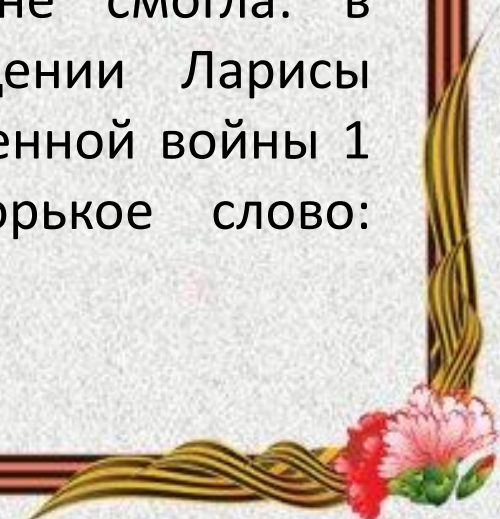 не смогла: в
дении Ларисы
енной войны 1
орькое слово: